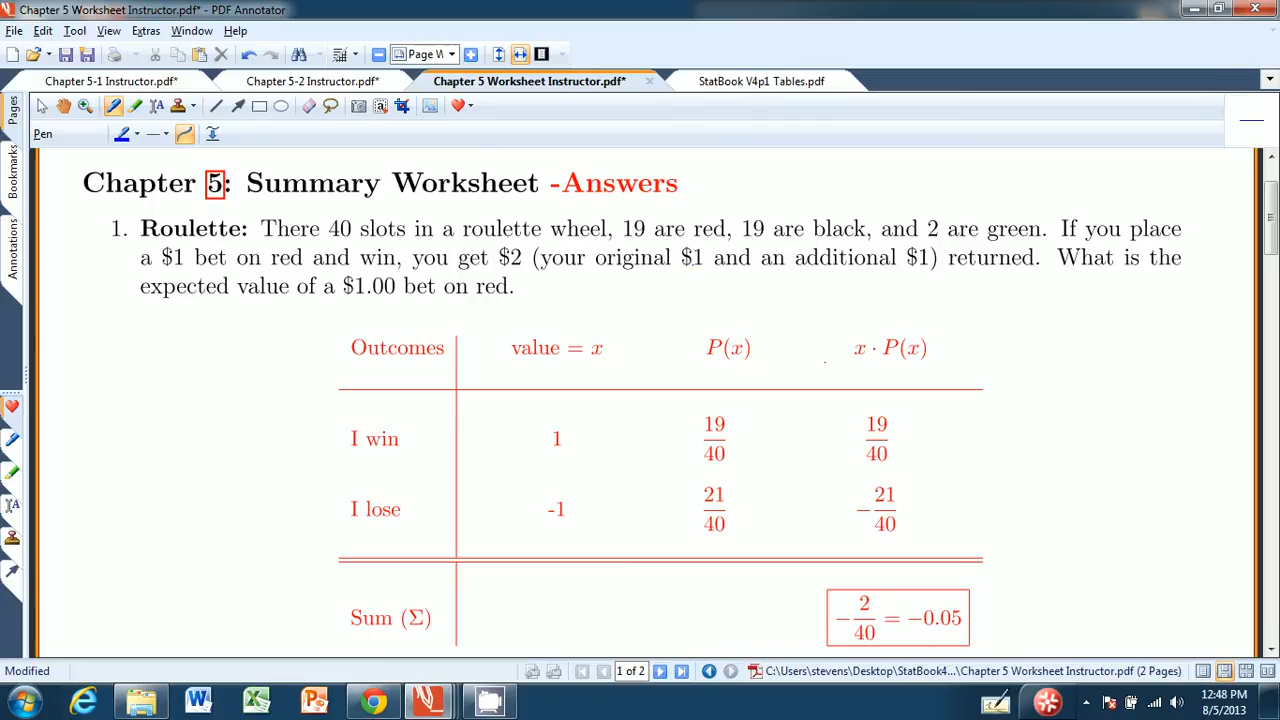 Chapter 5 Worksheet Instructor.pdf* - PDF Annotator
File Edit Tool View Extras Window Help
Page W
Chapter 5-1 Instructor.pdf* Chapter 5-2 Instructor.pdf* Chapter 5 Worksheet Instructor.pdf* StatBook V4p1 Tables.pdf
Pen
Pages
Bookmarks
Annotations
Chapter 5: Summary Worksheet -Answers
1. Roulette: There 40 slots in a roulette wheel, 19 are red, 19 are black, and 2 are green. If you place
a $1 bet on red and win, you get $2 (your original $1 and an additional $1) returned. What is the
expected value of a $1.00 bet on red.
Outcomes value = x P(x) x · P(x)
I win 1 19/40 19/40
I lose -1 21/40 −21/40
Sum (Σ) −2/40 = −0.05
Modified 1 of 2 C:\Users\stevens\Desktop\StatBook4...\Chapter 5 Worksheet Instructor.pdf (2 Pages)
12:48 PM
8/5/2013